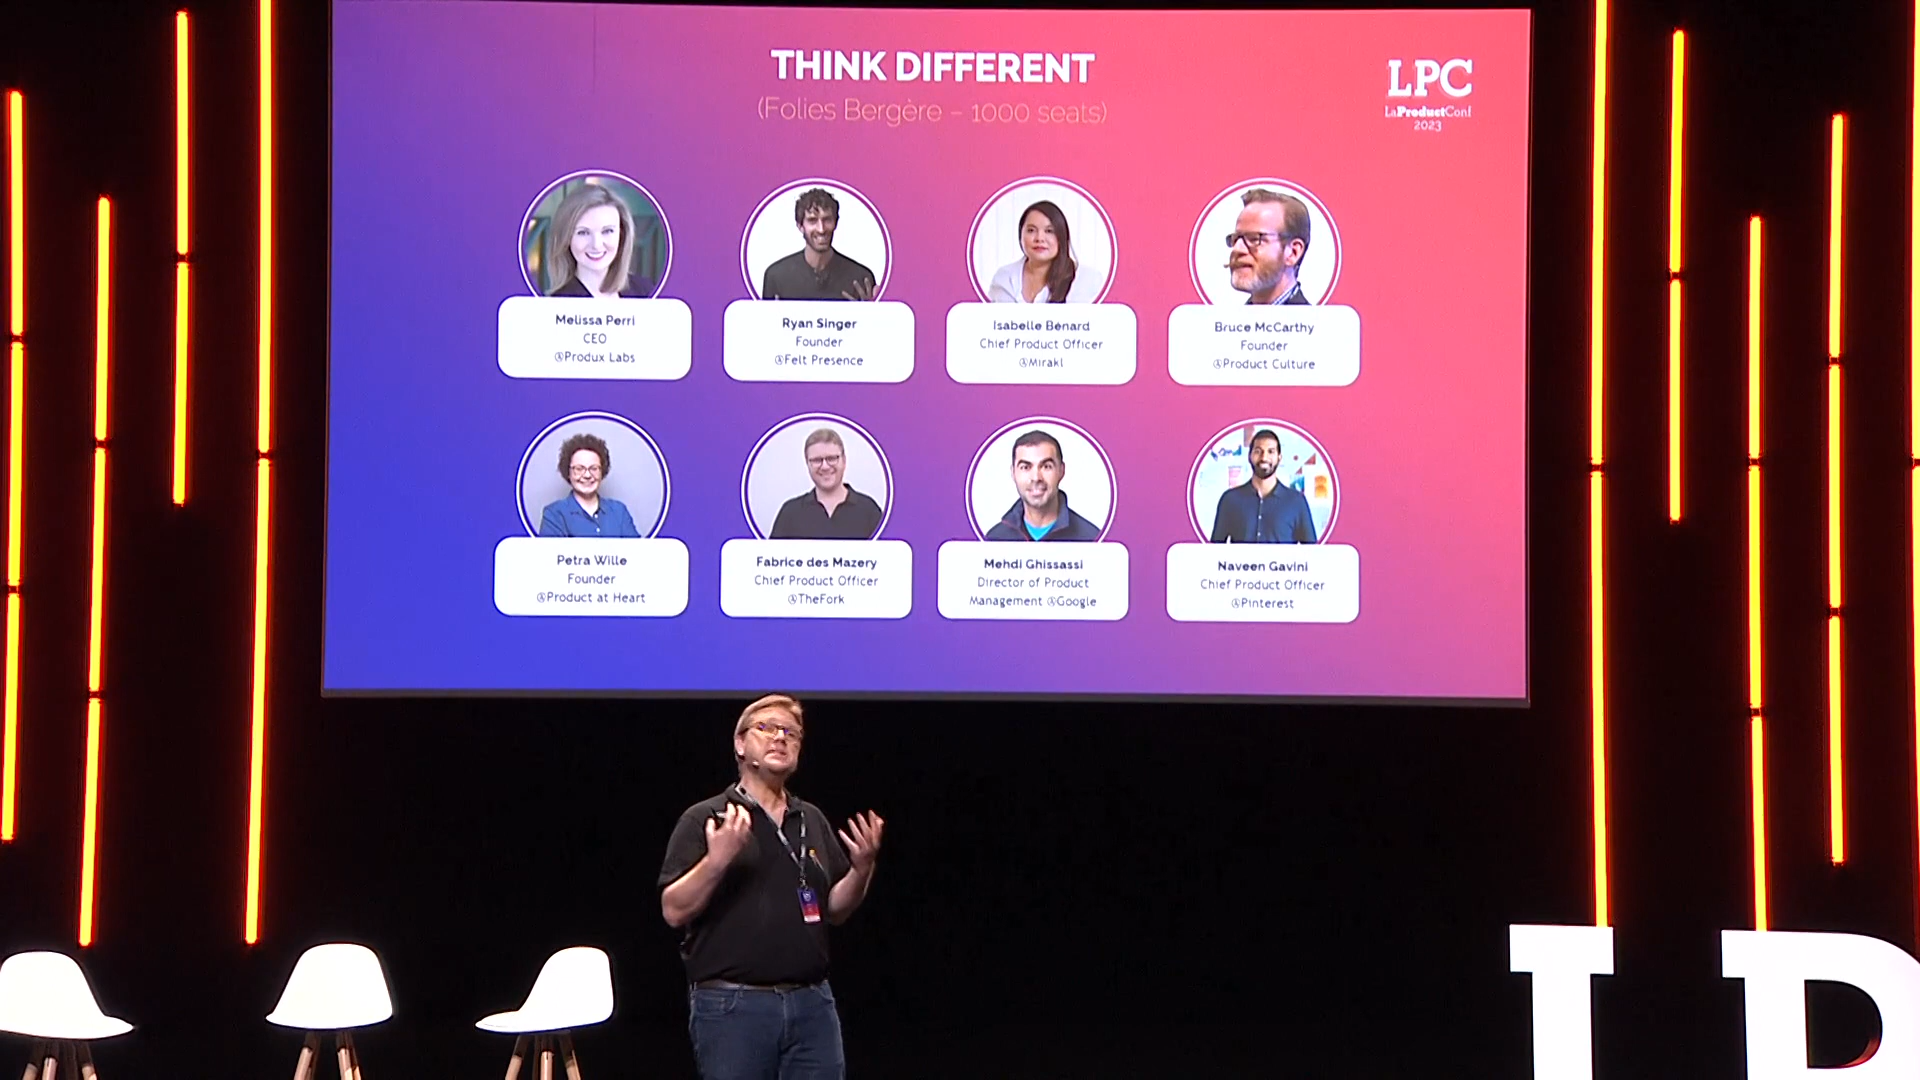 THINK DIFFERENT
(Folies Bergère – 1000 seats)
LPC
LaProductConf
2023
Melissa Perri
CEO
@Produx Labs
Ryan Singer
Founder
@Felt Presence
Isabelle Bénard
Chief Product Officer
@Mirakl
Bruce McCarthy
Founder
@Product Culture
Petra Wille
Founder
@Product at Heart
Fabrice des Mazery
Chief Product Officer
@TheFork
Mehdi Ghissassi
Director of Product
Management @Google
Naveen Gavini
Chief Product Officer
@Pinterest